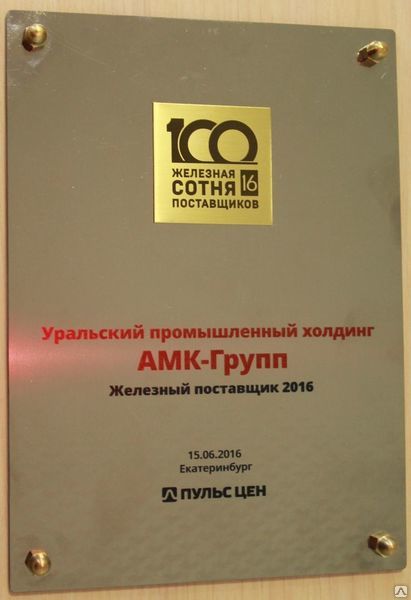 100
ЖЕЛЕЗНАЯ
СОТНЯ 16
ПОСТАВЩИКОВ
Уральский промышленный холдинг
АМК-Групп
Железный поставщик 2016
15.06.2016
Екатеринбург
ПУЛЬС ЦЕН